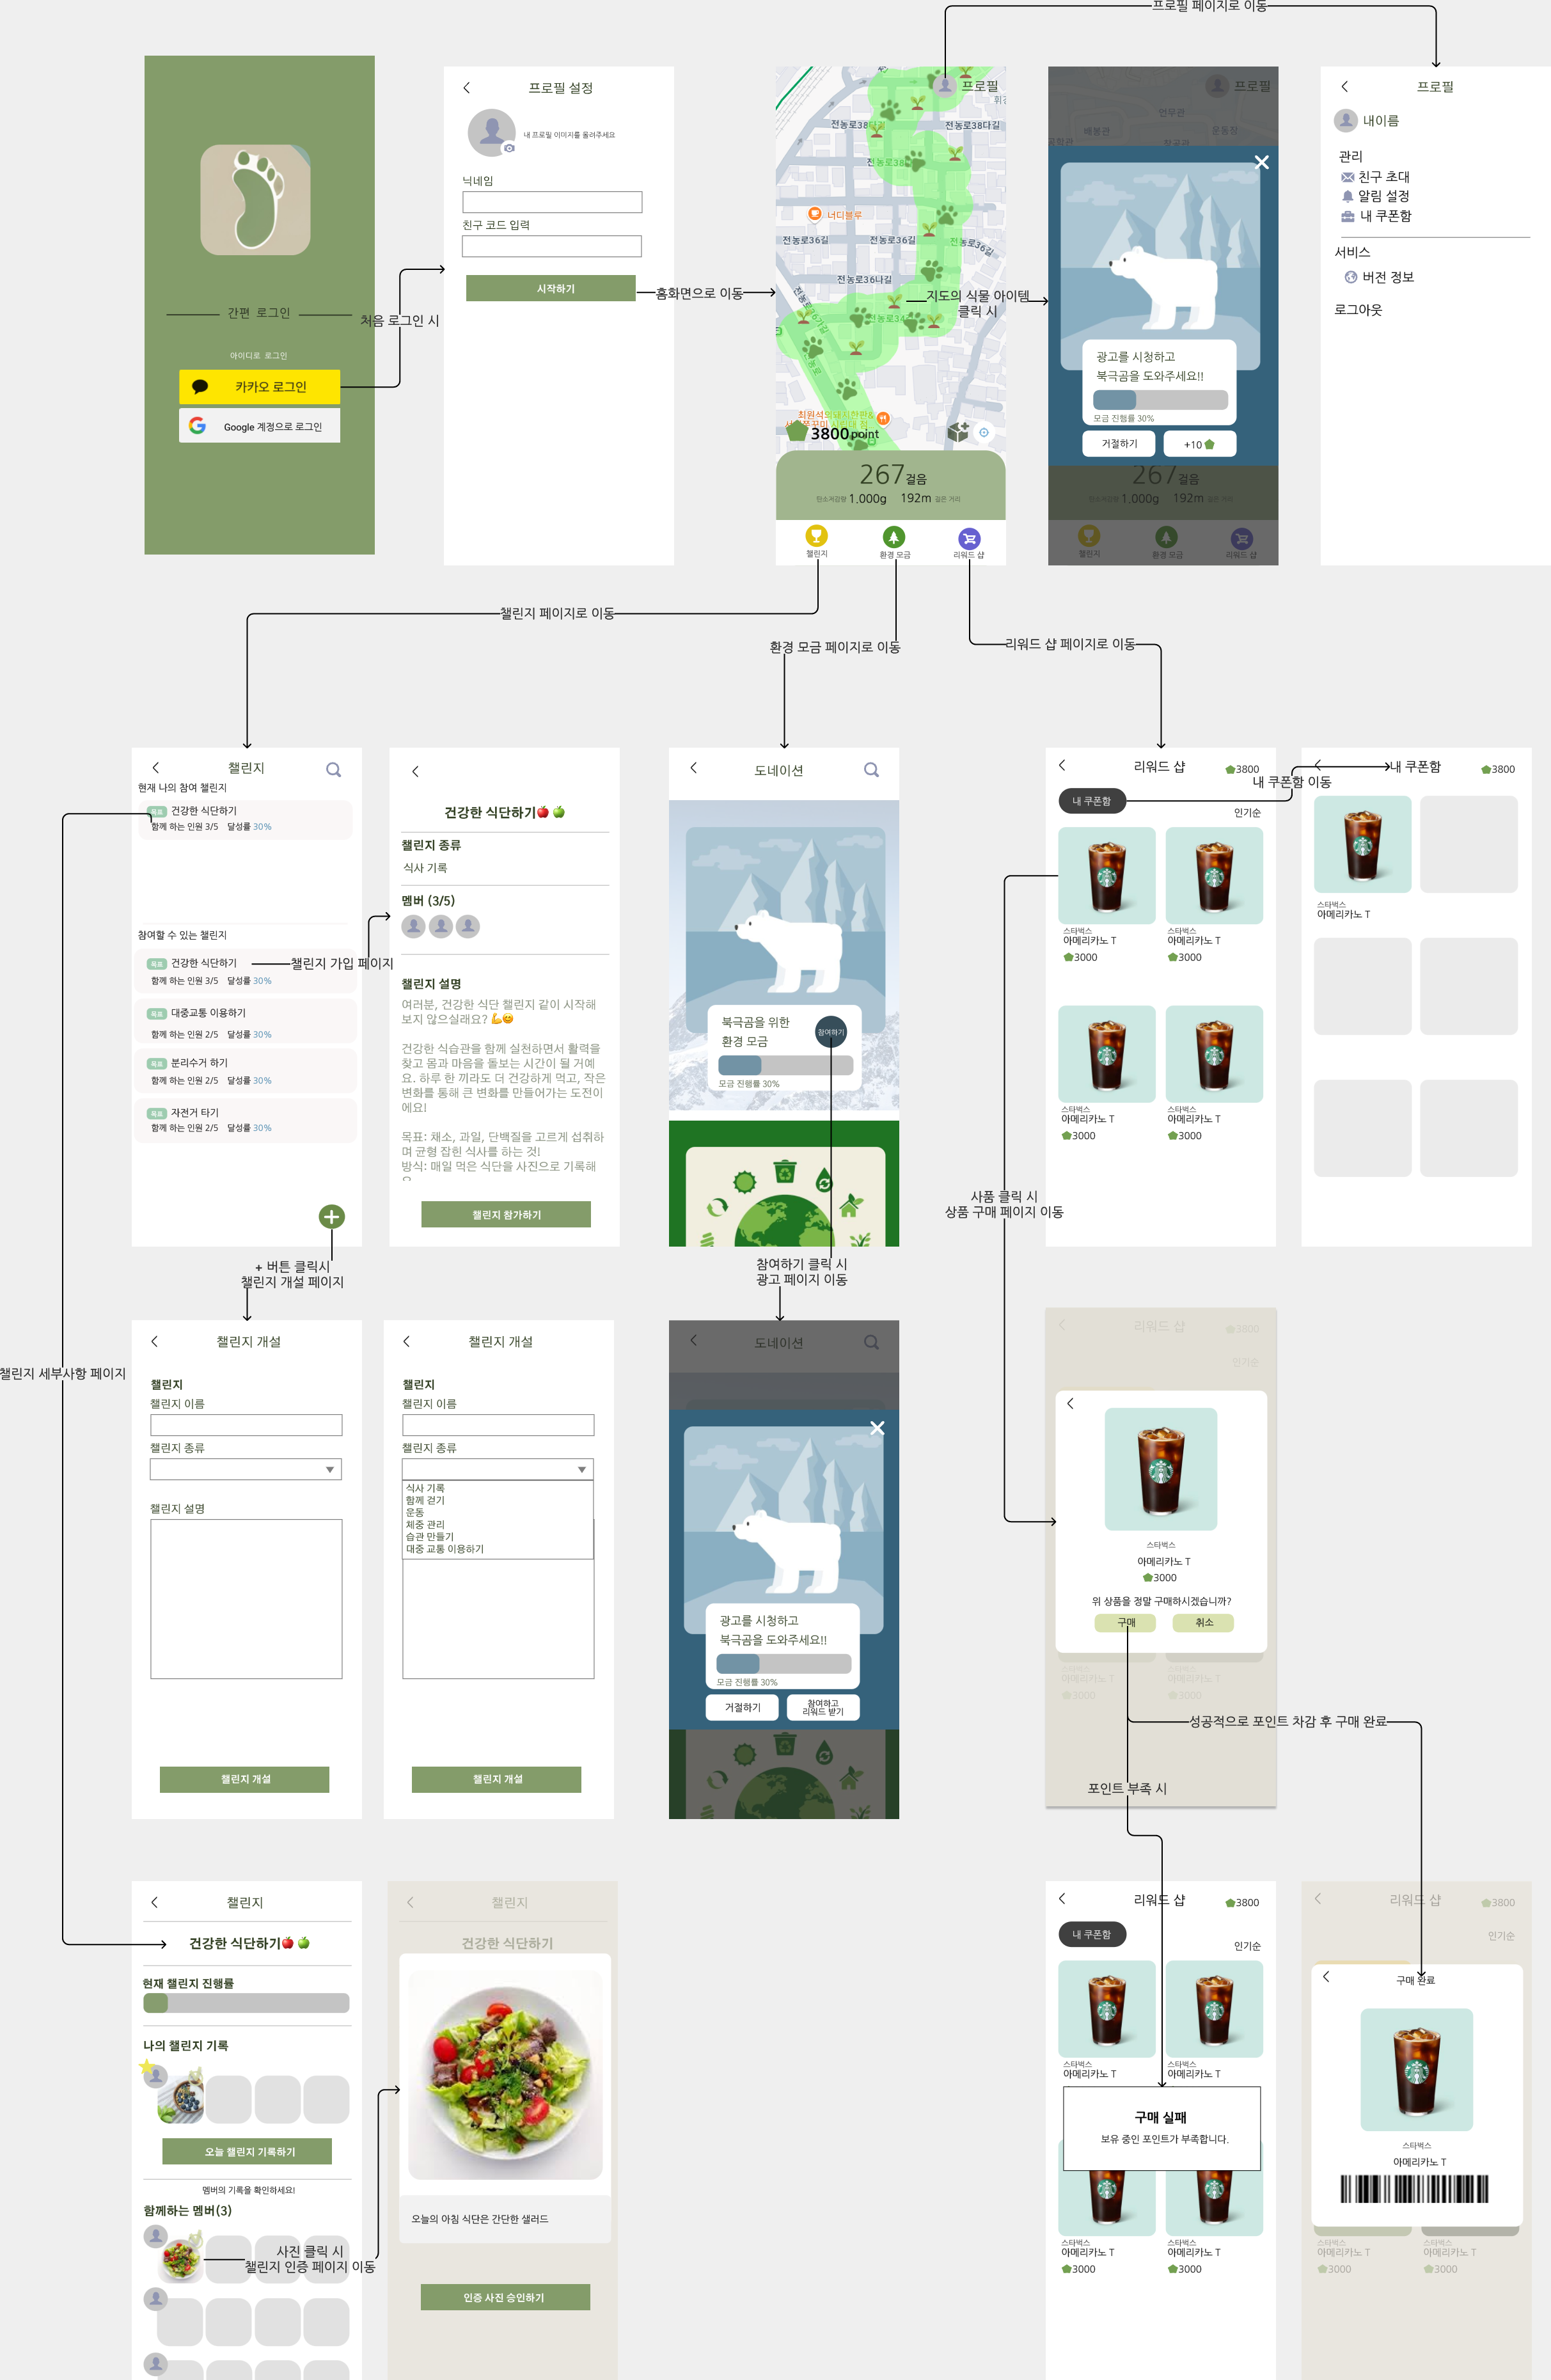 프로필 페이지로 이동
간편 로그인
아이디로 로그인
카카오 로그인
Google 계정으로 로그인
처음 로그인 시
프로필 설정
내 프로필 이미지를 올려주세요
닉네임
친구 코드 입력
시작하기
홈화면으로 이동
프로필
전농로38다길
전농로38
너디블루
전농로36길
전농로36길
전농로36길
전농로36나길
3800point
267걸음
탄소저감량 1.000g 192m 걸은 거리
챌린지
환경 모금
리워드 샵
지도의 식물 아이템
클릭 시
프로필
연무관
배봉관
운동장
광고를 시청하고
북극곰을 도와주세요!!
모금 진행률 30%
거절하기
+10
267걸음
탄소저감량 1.000g 192m 걸은 거리
챌린지
환경 모금
리워드 샵
프로필
내이름
관리
친구 초대
알림 설정
내 쿠폰함
서비스
버전 정보
로그아웃
챌린지 페이지로 이동
환경 모금 페이지로 이동
리워드 샵 페이지로 이동
챌린지
현재 나의 참여 챌린지
목표 건강한 식단하기
함께 하는 인원 3/5 달성률 30%
참여할 수 있는 챌린지
목표 건강한 식단하기
함께 하는 인원 3/5 달성률 30%
목표 대중교통 이용하기
함께 하는 인원 2/5 달성률 30%
목표 분리수거 하기
함께 하는 인원 2/5 달성률 30%
목표 자전거 타기
함께 하는 인원 2/5 달성률 30%
챌린지 가입 페이지
건강한 식단하기🍎🍏
챌린지 종류
식사 기록
멤버 (3/5)
챌린지 설명
여러분, 건강한 식단 챌린지 같이 시작해
보지 않으실래요? 💪😊
건강한 식습관을 함께 실천하면서 활력을
찾고 몸과 마음을 돌보는 시간이 될 거예
요. 하루 한 끼라도 더 건강하게 먹고, 작은
변화를 통해 큰 변화를 만들어가는 도전이
에요!
목표: 채소, 과일, 단백질을 고르게 섭취하
며 균형 잡힌 식사를 하는 것!
방식: 매일 먹은 식단을 사진으로 기록해
챌린지 참가하기
도네이션
북극곰을 위한
환경 모금
참여하기
모금 진행률 30%
리워드 샵
3800
내 쿠폰함
인기순
스타벅스
아메리카노 T
3000
스타벅스
아메리카노 T
3000
스타벅스
아메리카노 T
3000
스타벅스
아메리카노 T
3000
내 쿠폰함 이동
내 쿠폰함
3800
스타벅스
아메리카노 T
사품 클릭 시
상품 구매 페이지 이동
+ 버튼 클릭시
챌린지 개설 페이지
참여하기 클릭 시
광고 페이지 이동
챌린지 세부사항 페이지
챌린지 개설
챌린지
챌린지 이름
챌린지 종류
챌린지 설명
챌린지 개설
챌린지 개설
챌린지
챌린지 이름
챌린지 종류
식사 기록
함께 걷기
운동
체중 관리
습관 만들기
대중 교통 이용하기
챌린지 개설
도네이션
광고를 시청하고
북극곰을 도와주세요!!
모금 진행률 30%
거절하기
참여하고
리워드 받기
리워드 샵
3800
인기순
스타벅스
아메리카노 T
3000
위 상품을 정말 구매하시겠습니까?
구매
취소
스타벅스
아메리카노 T
3000
스타벅스
아메리카노 T
3000
성공적으로 포인트 차감 후 구매 완료
포인트 부족 시
챌린지
건강한 식단하기🍎🍏
현재 챌린지 진행률
나의 챌린지 기록
오늘 챌린지 기록하기
멤버의 기록을 확인하세요!
함께하는 멤버(3)
사진 클릭 시
챌린지 인증 페이지 이동
챌린지
건강한 식단하기
오늘의 아침 식단은 간단한 샐러드
인증 사진 승인하기
리워드 샵
3800
내 쿠폰함
인기순
스타벅스
아메리카노 T
스타벅스
아메리카노 T
구매 실패
보유 중인 포인트가 부족합니다.
스타벅스
아메리카노 T
3000
스타벅스
아메리카노 T
3000
리워드 샵
3800
인기순
구매 완료
스타벅스
아메리카노 T
스타벅스
아메리카노 T
3000
스타벅스
아메리카노 T
3000